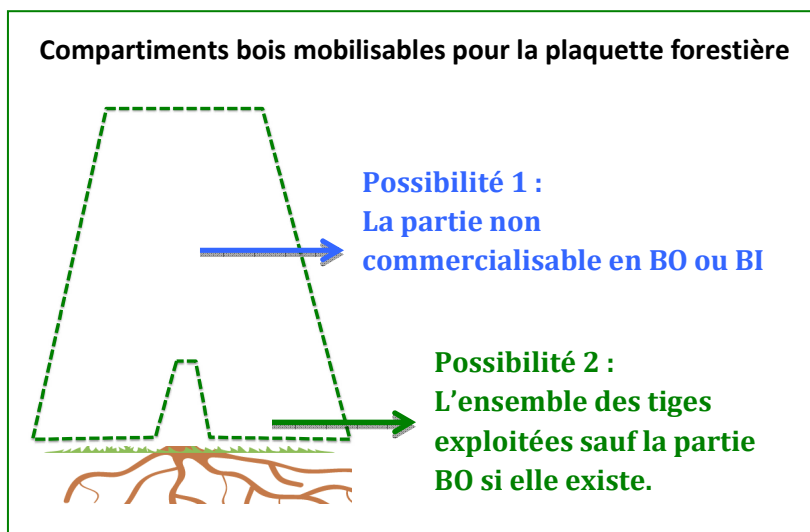 Compartiments bois mobilisables pour la plaquette forestière
Possibilité 1 :
La partie non
commercialisable en BO ou BI
Possibilité 2 :
L’ensemble des tiges
exploitées sauf la partie
BO si elle existe.